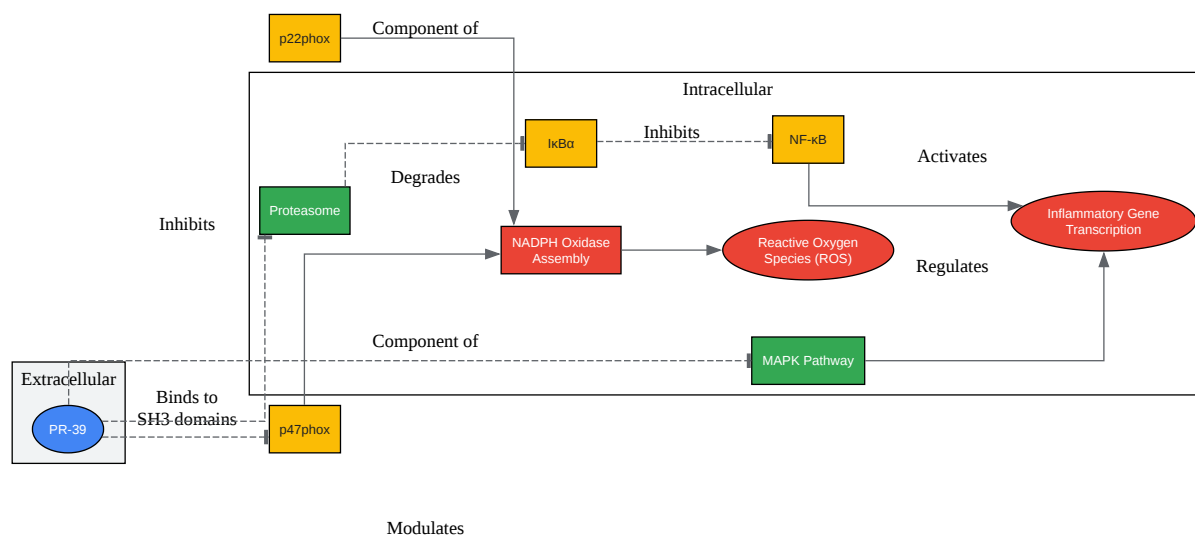 p22phox
Component of
Intracellular
IκBα
Inhibits
NF-κB
Activates
Degrades
Proteasome
Inhibits
NADPH Oxidase
Assembly
Reactive Oxygen
Species (ROS)
Inflammatory Gene
Transcription
Regulates
Component of
MAPK Pathway
Extracellular
Binds to
SH3 domains
PR-39
p47phox
Modulates